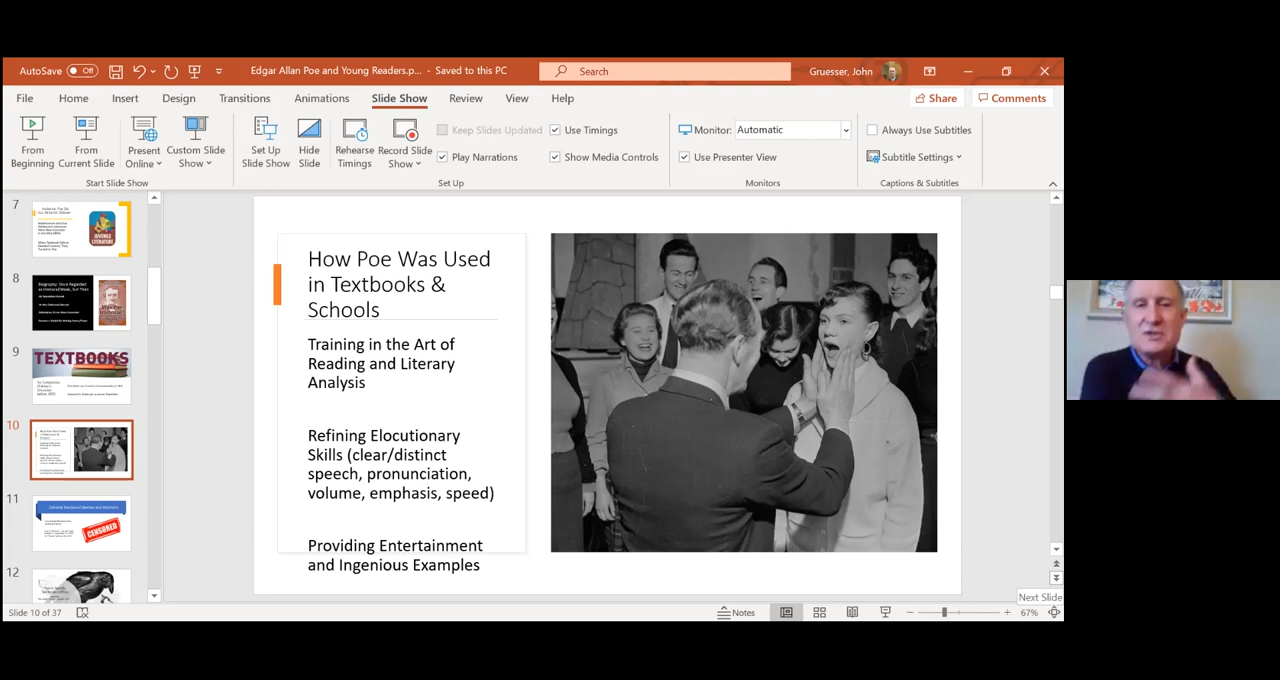 AutoSave Off Edgar Allan Poe and Young Readers.p... - Saved to this PC Search Gruesser, John
File Home Insert Design Transitions Animations Slide Show Review View Help Share Comments
From Beginning
From Current Slide
Present Online
Custom Slide Show
Set Up Slide Show
Hide Slide
Rehearse Timings
Record Slide Show
Keep Slides Updated Use Timings
Play Narrations Show Media Controls
Monitor: Automatic
Use Presenter View
Always Use Subtitles
Subtitle Settings
Start Slide Show Set Up Monitors Captions & Subtitles
7
JUVENILE
LITERATURE
8
9
TEXTBOOKS
10
11
CENSORED
12
How Poe Was Used
in Textbooks &
Schools
Training in the Art of
Reading and Literary
Analysis
Refining Elocutionary
Skills (clear/distinct
speech, pronunciation,
volume, emphasis, speed)
Providing Entertainment
and Ingenious Examples
Next Slide
Slide 10 of 37 Notes 67%